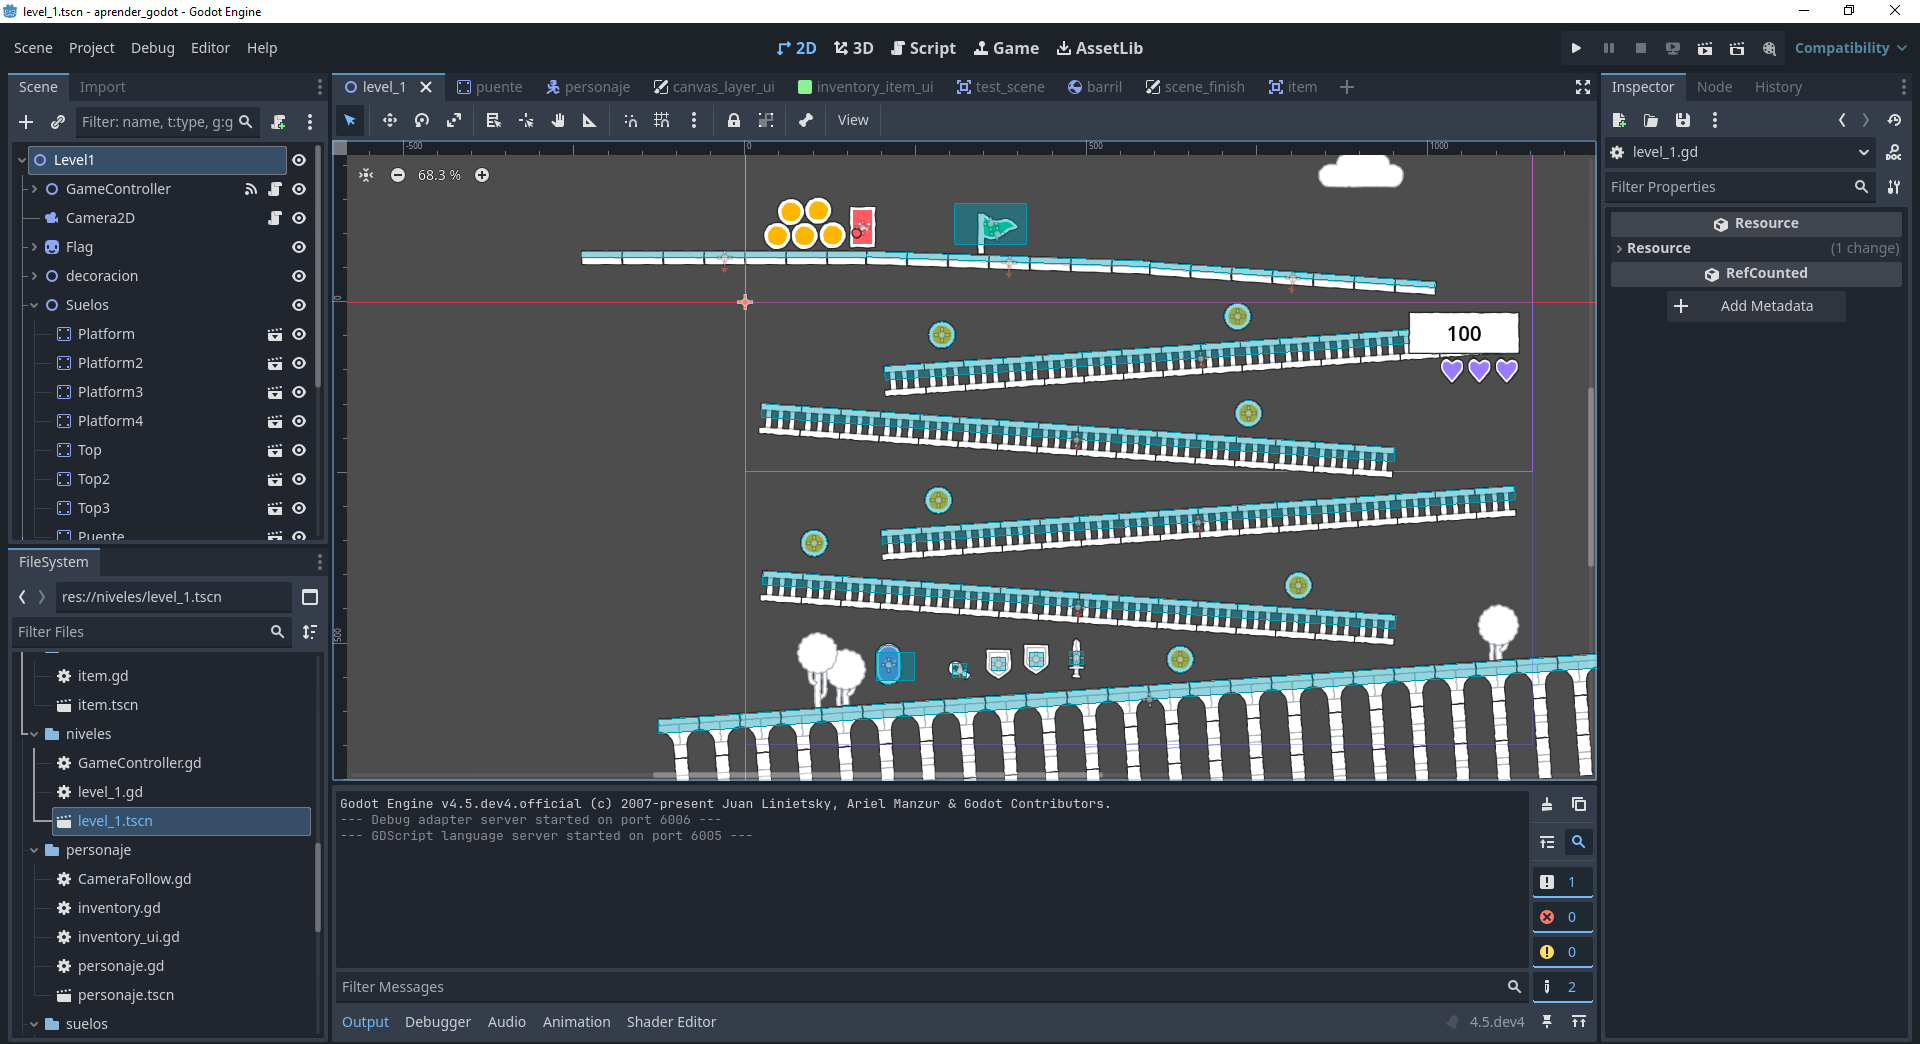 level_1.tscn - aprender_godot - Godot Engine
Scene Project Debug Editor Help
2D 3D Script Game AssetLib
Compatibility
Scene Import
Filter: name, t:type, g:g
Level1
GameController
Camera2D
Flag
decoracion
Suelos
Platform
Platform2
Platform3
Platform4
Top
Top2
Top3
Puente
FileSystem
res://niveles/level_1.tscn
Filter Files
item.gd
item.tscn
niveles
GameController.gd
level_1.gd
level_1.tscn
personaje
CameraFollow.gd
inventory.gd
inventory_ui.gd
personaje.gd
personaje.tscn
suelos
level_1 puente personaje canvas_layer_ui inventory_item_ui test_scene barril scene_finish item
View
-500 0 500 1000
68.3 %
0
500
100
Godot Engine v4.5.dev4.official (c) 2007-present Juan Linietsky, Ariel Manzur & Godot Contributors.
--- Debug adapter server started on port 6006 ---
--- GDScript language server started on port 6005 ---
1
0
0
2
Filter Messages
Output Debugger Audio Animation Shader Editor
4.5.dev4
Inspector Node History
level_1.gd
Filter Properties
Resource
Resource (1 change)
RefCounted
Add Metadata